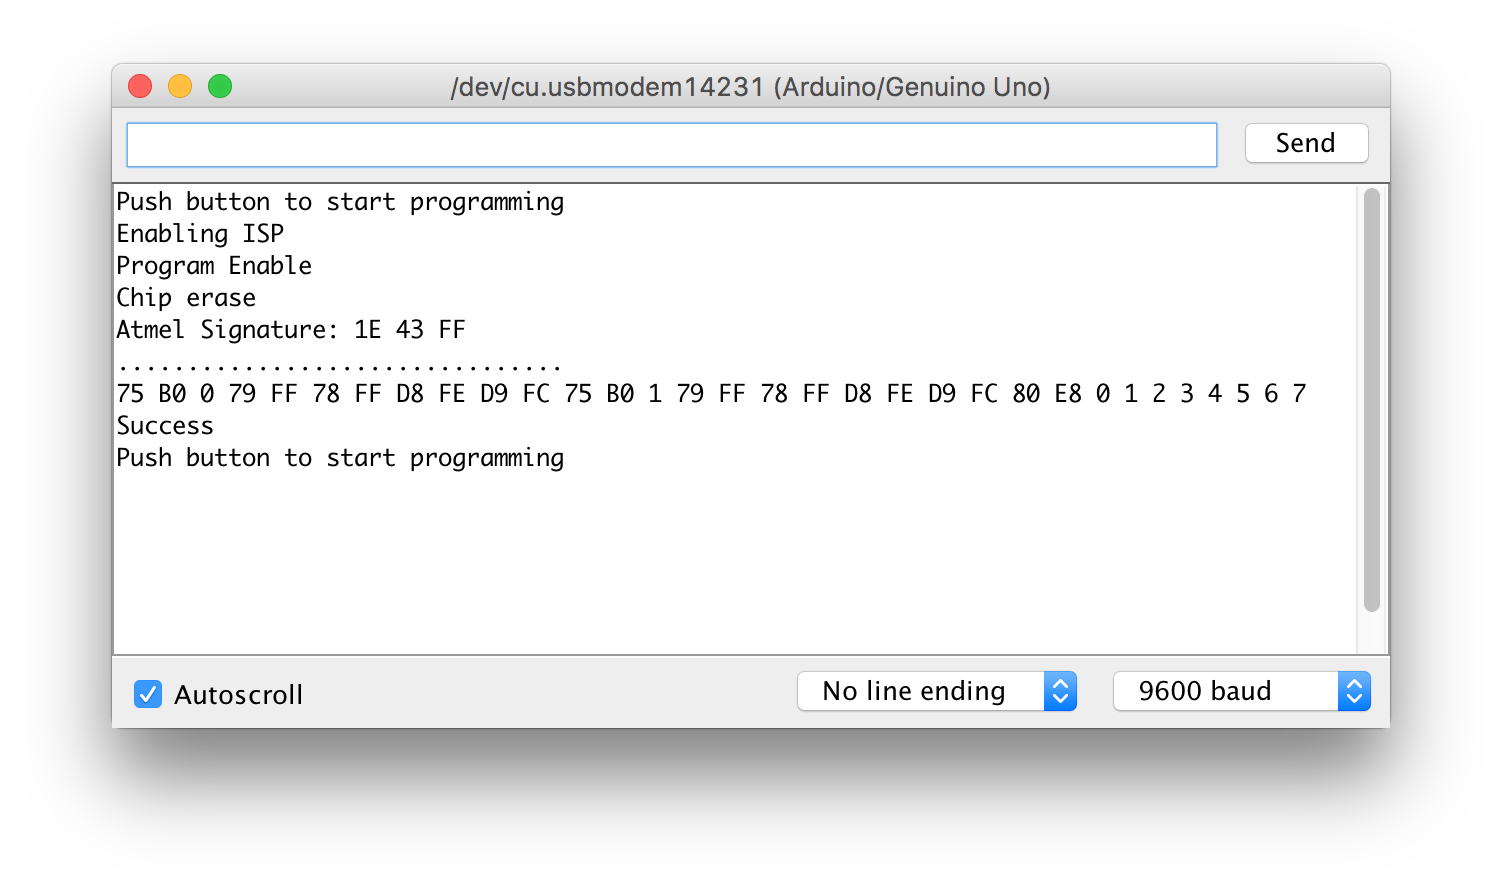 /dev/cu.usbmodem14231 (Arduino/Genuino Uno)
Send
Push button to start programming
Enabling ISP
Program Enable
Chip erase
Atmel Signature: 1E 43 FF
................................
75 B0 0 79 FF 78 FF D8 FE D9 FC 75 B0 1 79 FF 78 FF D8 FE D9 FC 80 E8 0 1 2 3 4 5 6 7
Success
Push button to start programming
Autoscroll
No line ending
9600 baud